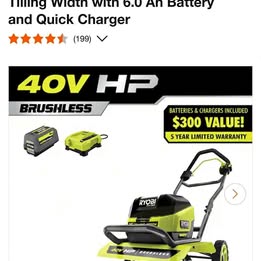 Tilling Width with 6.0 Ah Battery
and Quick Charger
(199)
40V HP
BRUSHLESS
BATTERIES & CHARGERS INCLUDED
$300 VALUE!
5 YEAR LIMITED WARRANTY
RYOBI